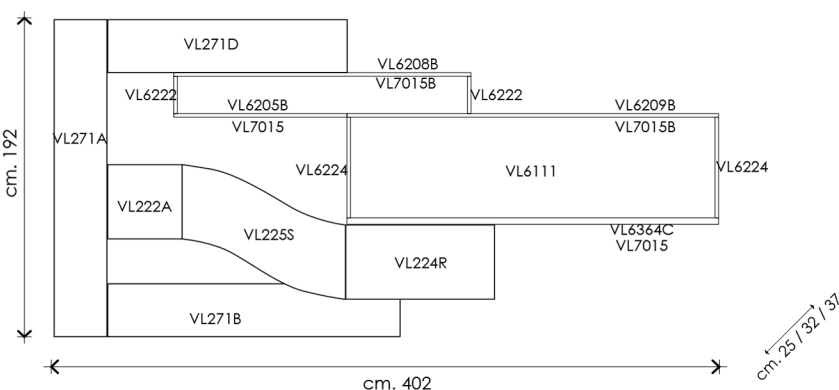 VL271D
VL6208B
VL7015B
VL6222
VL6222
VL6205B
VL6209B
VL7015
VL7015B
VL271A
VL6224
VL6111
VL6224
VL222A
VL225S
VL6364C
VL7015
VL224R
VL271B
cm. 192
cm. 402
cm. 25 / 32 / 37